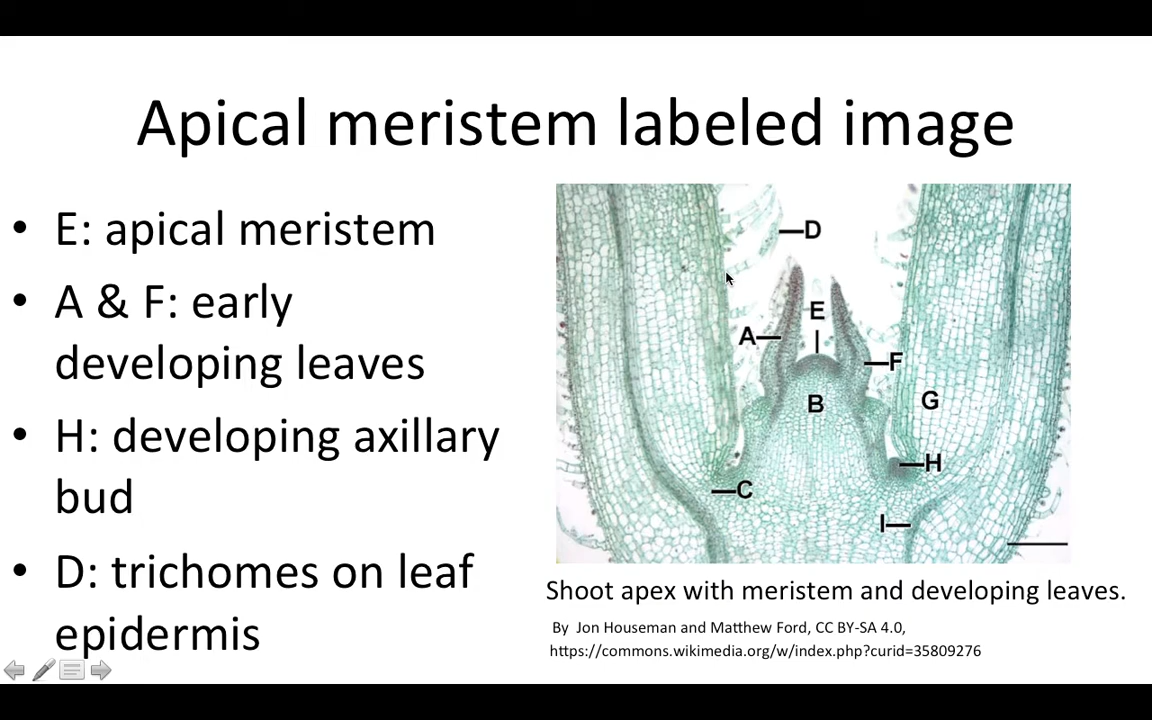 Apical meristem labeled image
• E: apical meristem
• A & F: early
developing leaves
• H: developing axillary
bud
• D: trichomes on leaf
epidermis
D
E
A
F
B
G
H
C
I
Shoot apex with meristem and developing leaves.
By Jon Houseman and Matthew Ford, CC BY-SA 4.0,
https://commons.wikimedia.org/w/index.php?curid=35809276